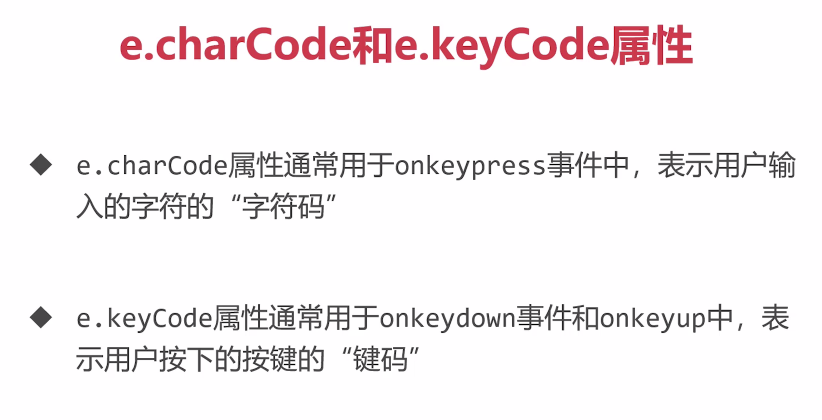 e.charCode和e.keyCode属性
◆ e.charCode属性通常用于onkeypress事件中，表示用户输
入的字符的“字符码”
◆ e.keyCode属性通常用于onkeydown事件和onkeyup中，表
示用户按下的按键的“键码”